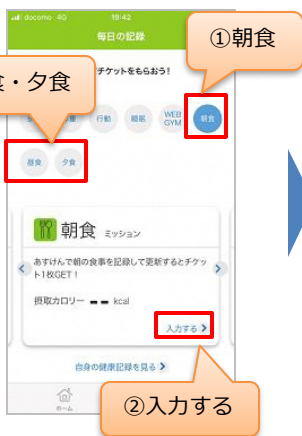 docomo 4G 19:42
毎日の記録
①朝食
チケットをもらおう！
食・夕食
行動 睡眠 WEB GYM 朝食
昼食 夕食
朝食 ミッション
あすけんで朝の食事を記録して更新するとチケット1枚GET！
摂取カロリー -- kcal
入力する
自身の健康記録を見る
ホーム
②入力する